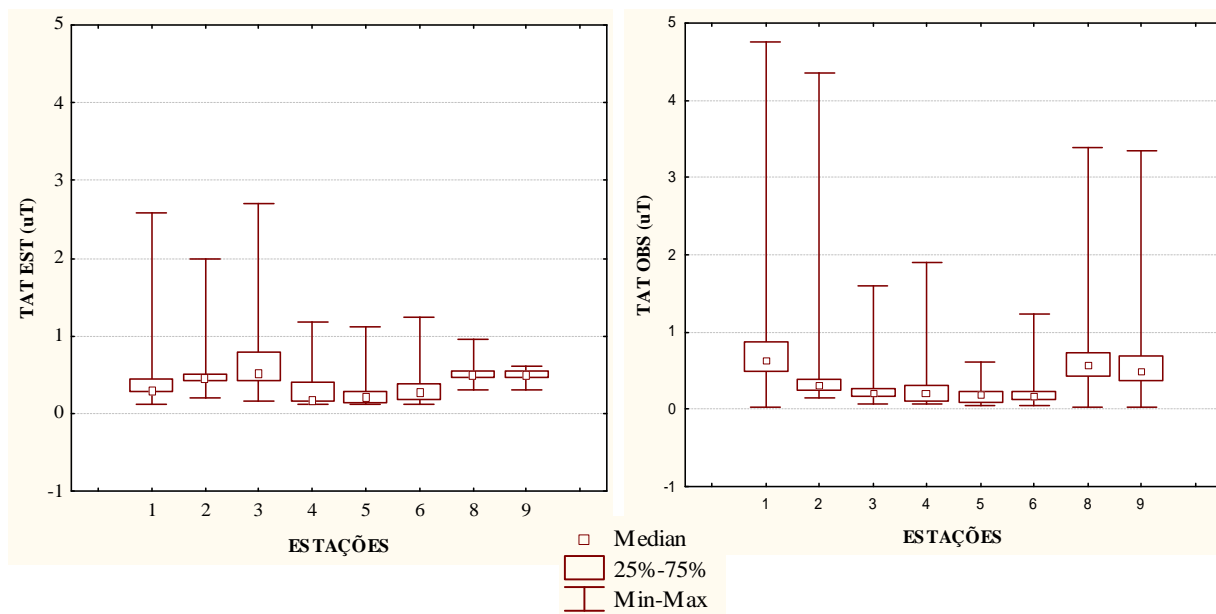 5
4
3
2
1
0
-1
TAT EST (uT)
1 2 3 4 5 6 8 9
ESTAÇÕES
5
4
3
2
1
0
-1
TAT OBS (uT)
1 2 3 4 5 6 8 9
ESTAÇÕES
Median
25%-75%
Min-Max